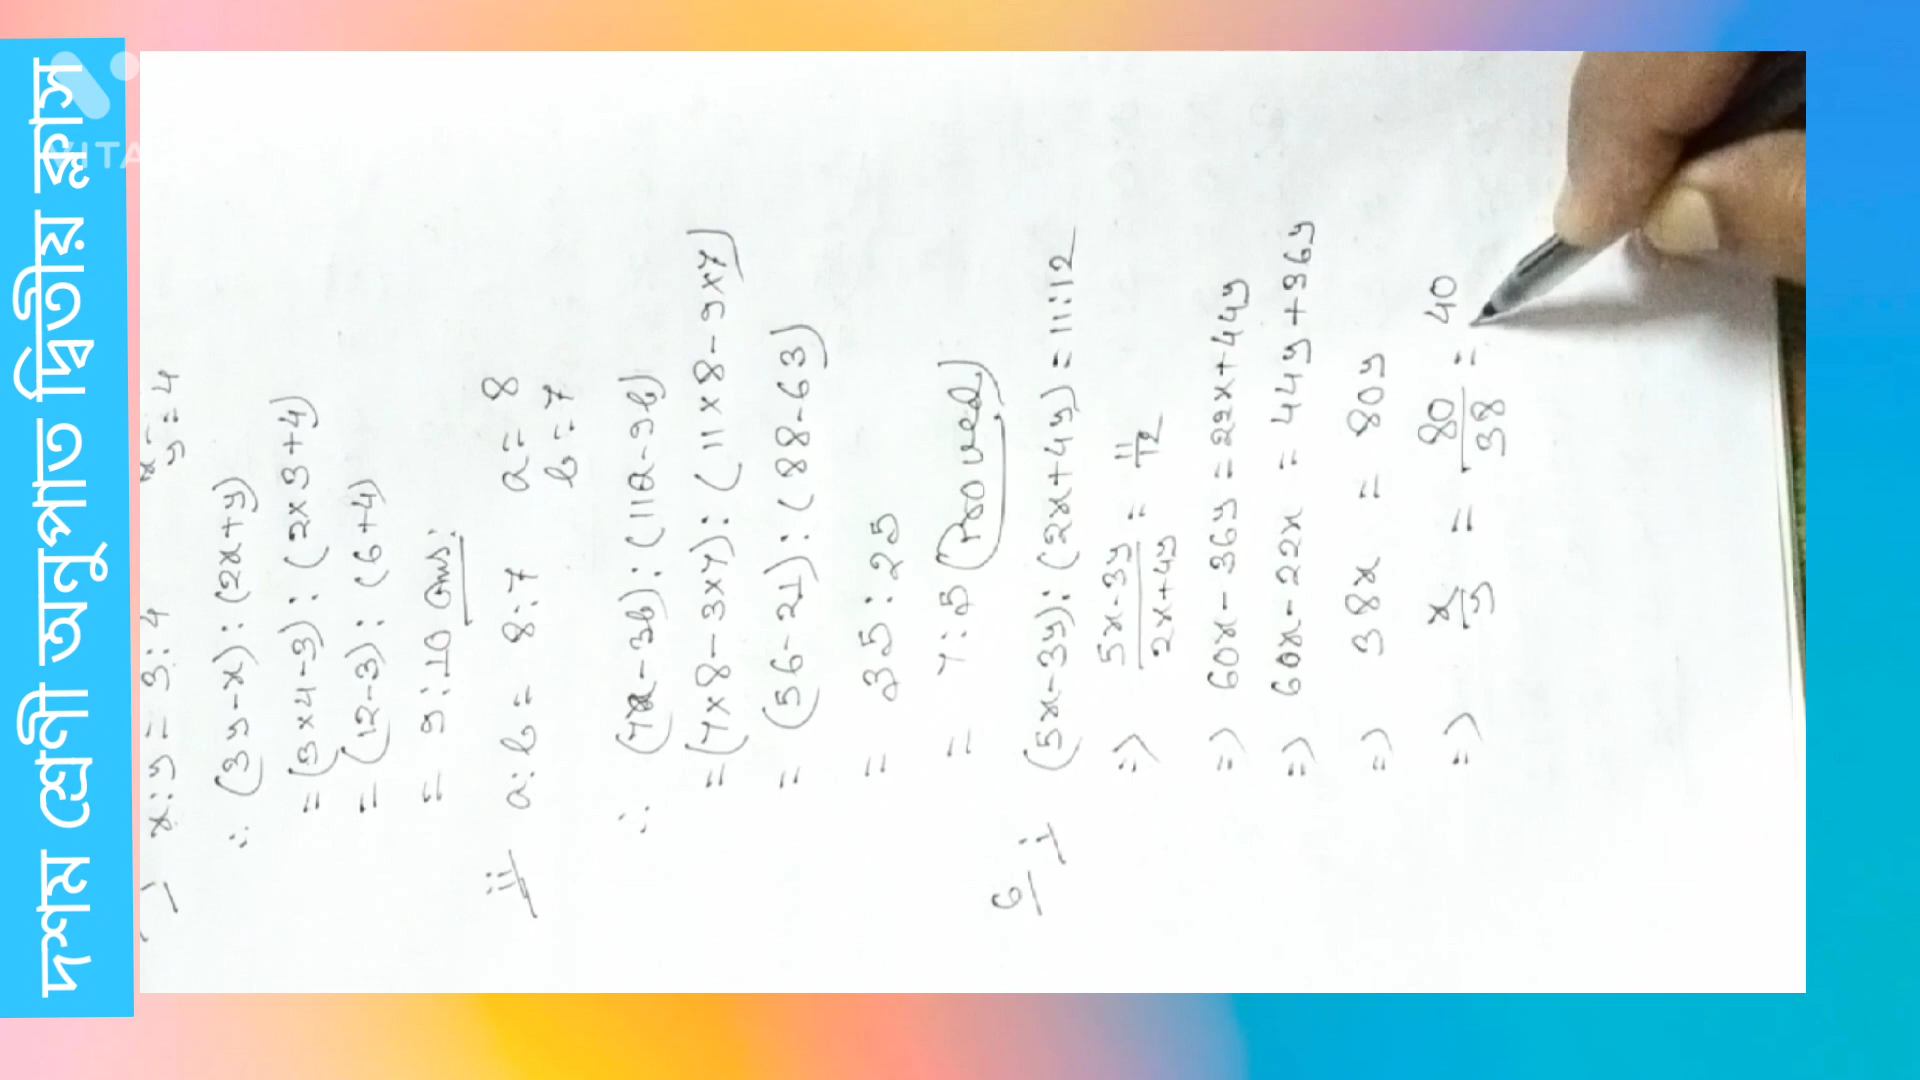 দশম শ্রেণী অনুপাত দ্বিতীয় ক্লাস
VITA
x:y = 3:4
y = 4
∴ (3y-x):(2x+y)
=(3×4-3):(2×3+4)
=(12-3):(6+4)
= 9:10 Ans:
ii a:b = 8:7 a = 8
b = 7
∴ (7a-3b):(11a-9b)
=(7×8-3×7):(11×8-9×7)
= (56-21):(88-63)
= 35:25
= 7:5 (Proved)
6 i (5x-3y):(2x+4y)=11:12
=> 5x-3y/2x+4y = 11/12
=> 60x-36y=22x+44y
=> 60x-22x = 44y+36y
=> 38x = 80y
=> x/y = 80/38 = 40